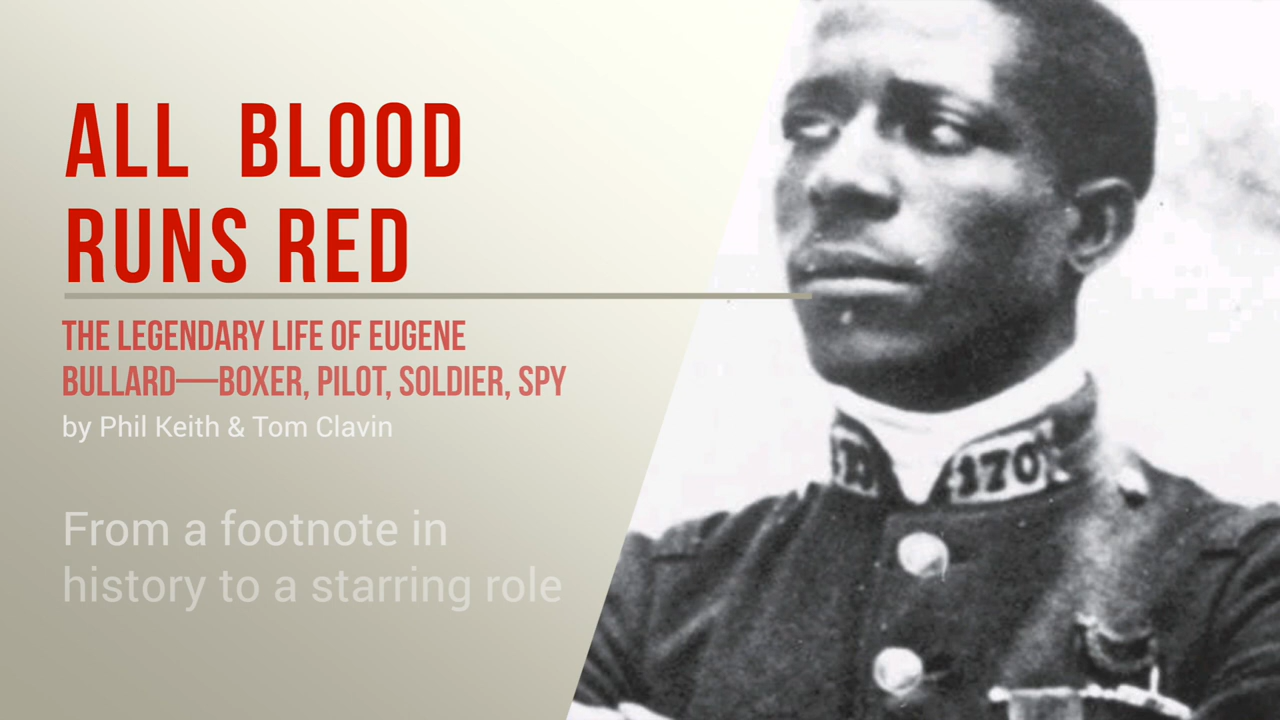 ALL BLOOD
RUNS RED
THE LEGENDARY LIFE OF EUGENE
BULLARD—BOXER, PILOT, SOLDIER, SPY
by Phil Keith & Tom Clavin
From a footnote in
history to a starring role
170